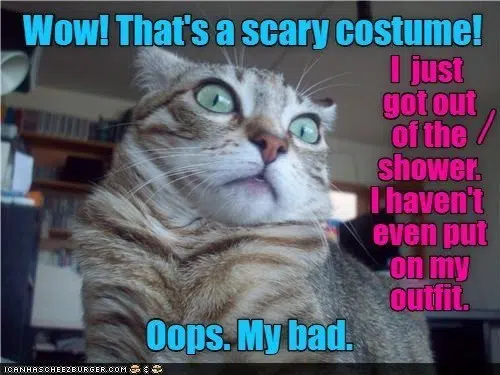 Wow! That's a scary costume!
I just
got out
of the /
shower.
I haven't
even put
on my
outfit.
Oops. My bad.
ICANHASCHEEZBURGER.COM